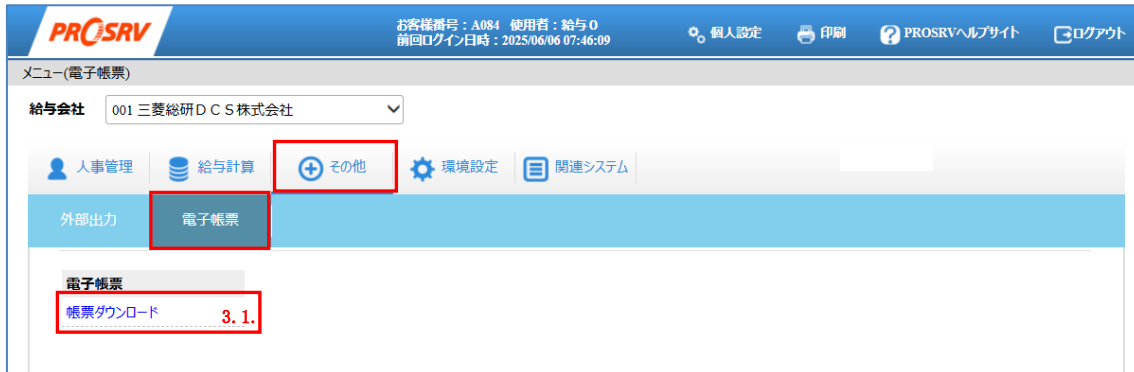 PROSRV
お客様番号：A084 使用者：給与０
前回ログイン日時：2025/06/06 07:46:09
個人設定
印刷
PROSRVヘルプサイト
ログアウト
メニュー(電子帳票)
給与会社
001 三菱総研ＤＣＳ株式会社
人事管理
給与計算
その他
環境設定
関連システム
外部出力
電子帳票
電子帳票
帳票ダウンロード
3.1.